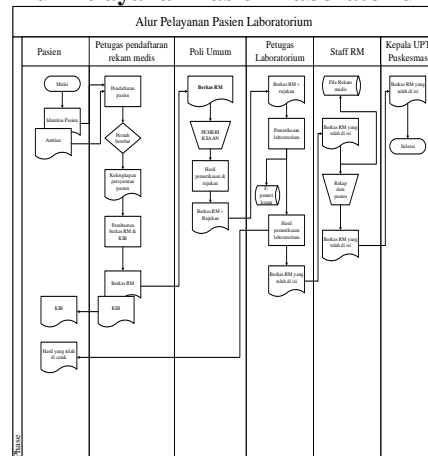 Alur Pelayanan Pasien Laboratorium
Pasien
Petugas pendaftaran
rekam medis
Poli Umum
Petugas
Laboratorium
Staff RM
Kepala UPT
Puskesmas
Mulai
Identitas Pasien
Antrian
KIB
Hasil yang telah
di cetak
Pendaftaran
pasien
Pernah
berobat
Kelengkapan
persyaratan
pasien
Pembuatan
berkas RM &
KIB
Berkas RM
KIB
Berkas RM
PEMERI
KSAAN
Hasil
pemeriksaan &
rujukan
Berkas RM +
Rujukan
Berkas RM +
rujukan
Pemeriksaan
laboratorium
pemeri
ksaan
Hasil
pemeriksaan
laboratorium
Berkas RM yang
telah di isi
File Rekam
medis
Berkas RM yang
telah di isi
Rekap
data
pasien
Berkas RM yang
telah di isi
Berkas RM yang
telah di isi
Selesai
Phase